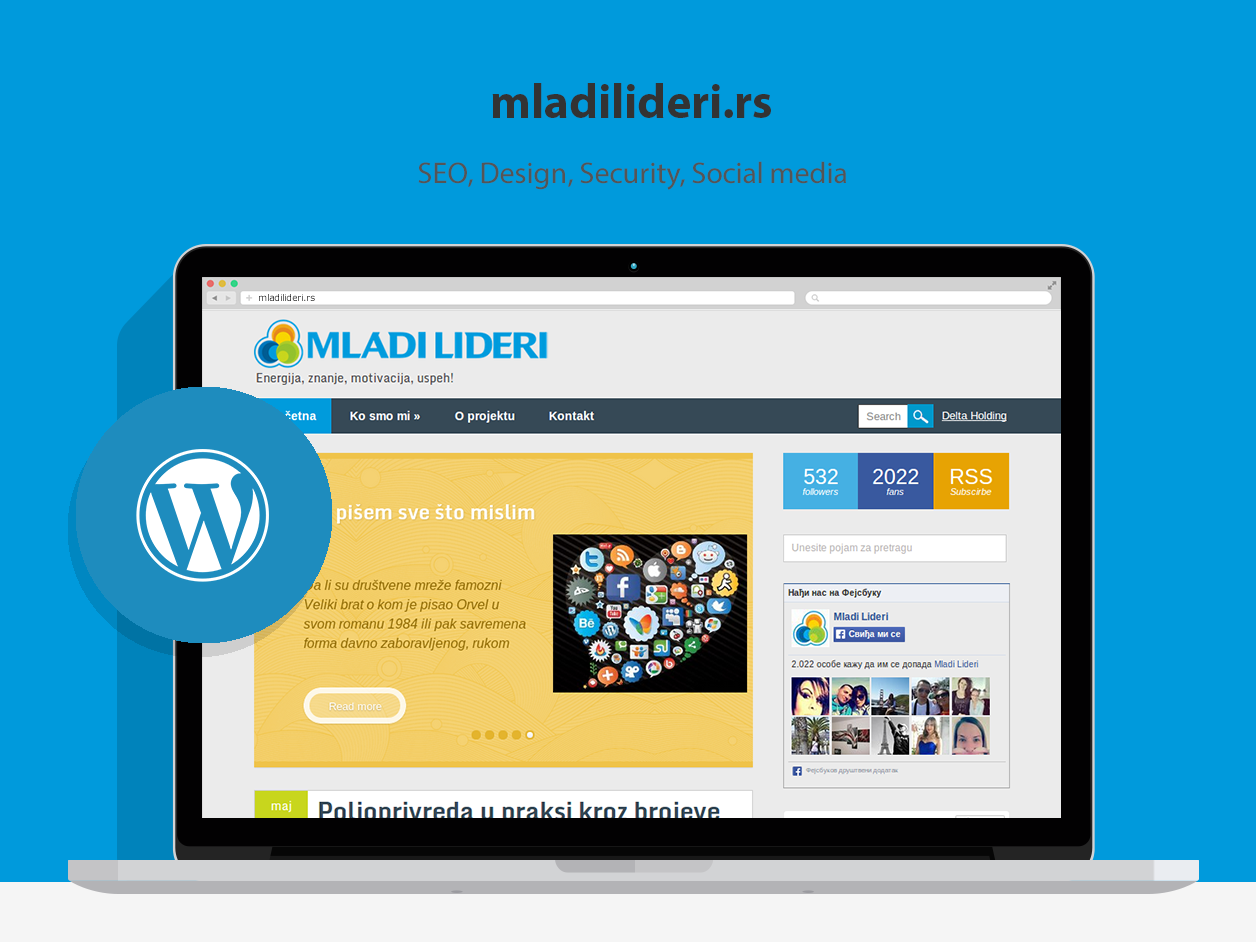 mladilideri.rs
SEO, Design, Security, Social media
mladilideri.rs
MLADI LIDERI
Energija, znanje, motivacija, uspeh!
četna Ko smo mi » O projektu Kontakt Search Delta Holding
532 followers 2022 fans RSS Subscirbe
pišem sve što mislim
Unesite pojam za pretragu
Da li su društvene mreže famozni
Veliki brat o kom je pisao Orvel u
svom romanu 1984 ili pak savremena
forma davno zaboravljenog, rukom
Read more
Нађи нас на Фејсбуку
Mladi Lideri
Свиђа ми се
2.022 особе кажу да им се допада Mladi Lideri
Фејсбуков друштвени додатак
maj Poljoprivreda u praksi kroz brojeve